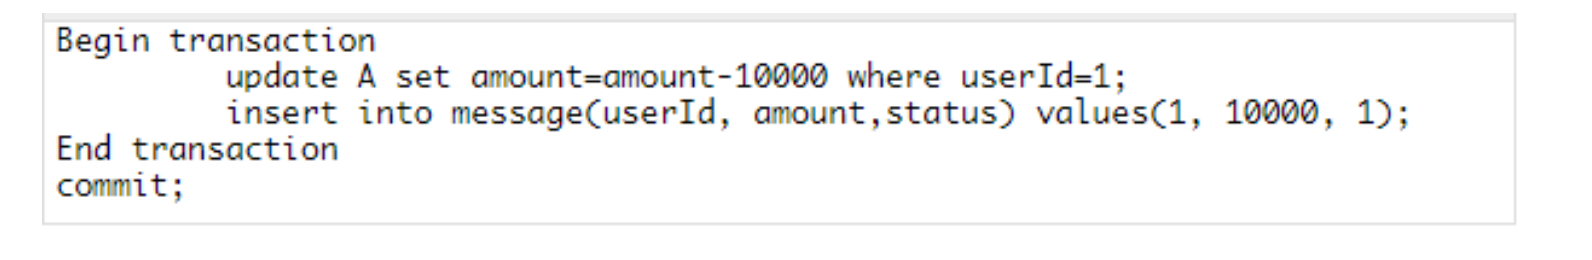 Begin transaction
update A set amount=amount-10000 where userId=1;
insert into message(userId, amount,status) values(1, 10000, 1);
End transaction
commit;